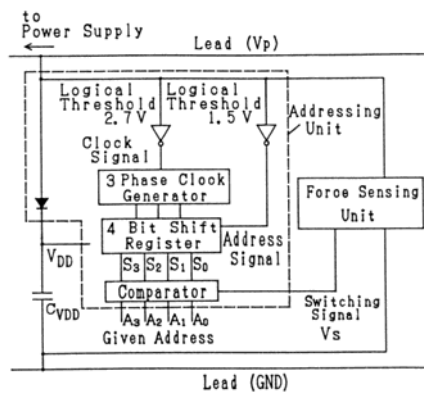 to
Power Supply
Lead (Vp)
Logical
Threshold
2.7 V
Logical
Threshold
1.5 V
Addressing
Unit
Clock
Signal
3 Phase Clock
Generator
Force Sensing
Unit
4 Bit Shift
Register
Address
Signal
VDD
S3 S2 S1 S0
Comparator
Switching
Signal
Vs
CVDD
A3 A2 A1 A0
Given Address
Lead (GND)